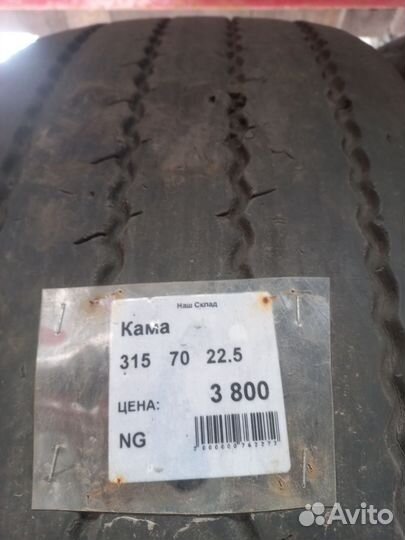 Наш Склад
Кама
315 70 22.5
ЦЕНА: 3 800
NG
Avito